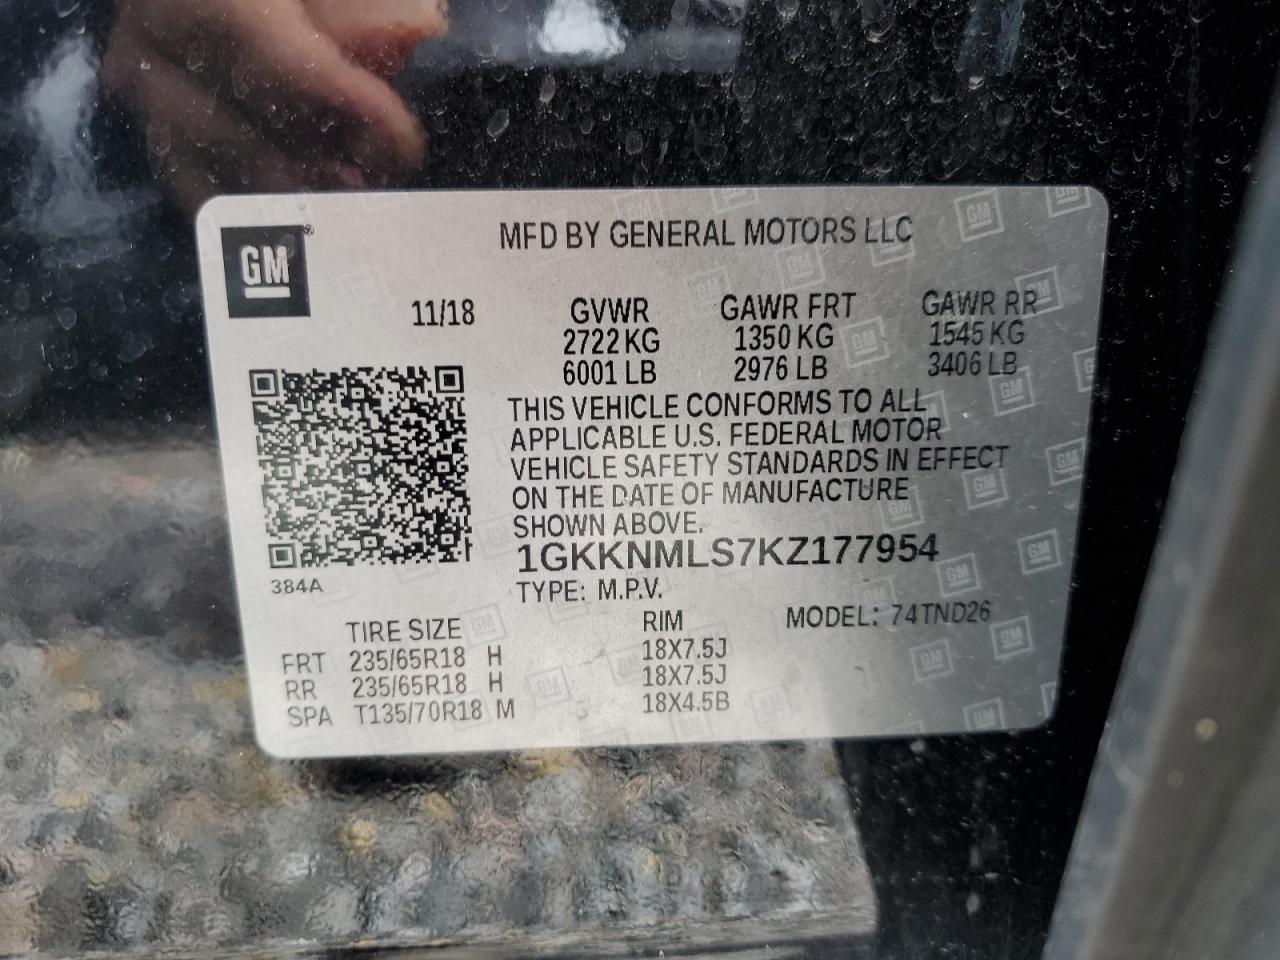 GM®
MFD BY GENERAL MOTORS LLC
11/18 GVWR GAWR FRT GAWR RR
2722 KG 1350 KG 1545 KG
6001 LB 2976 LB 3406 LB
THIS VEHICLE CONFORMS TO ALL
APPLICABLE U.S. FEDERAL MOTOR
VEHICLE SAFETY STANDARDS IN EFFECT
ON THE DATE OF MANUFACTURE
SHOWN ABOVE.
1GKKNMLS7KZ177954
384A
TYPE: M.P.V.
TIRE SIZE RIM MODEL: 74TND26
FRT 235/65R18 H 18X7.5J
RR 235/65R18 H 18X7.5J
SPA T135/70R18 M 18X4.5B